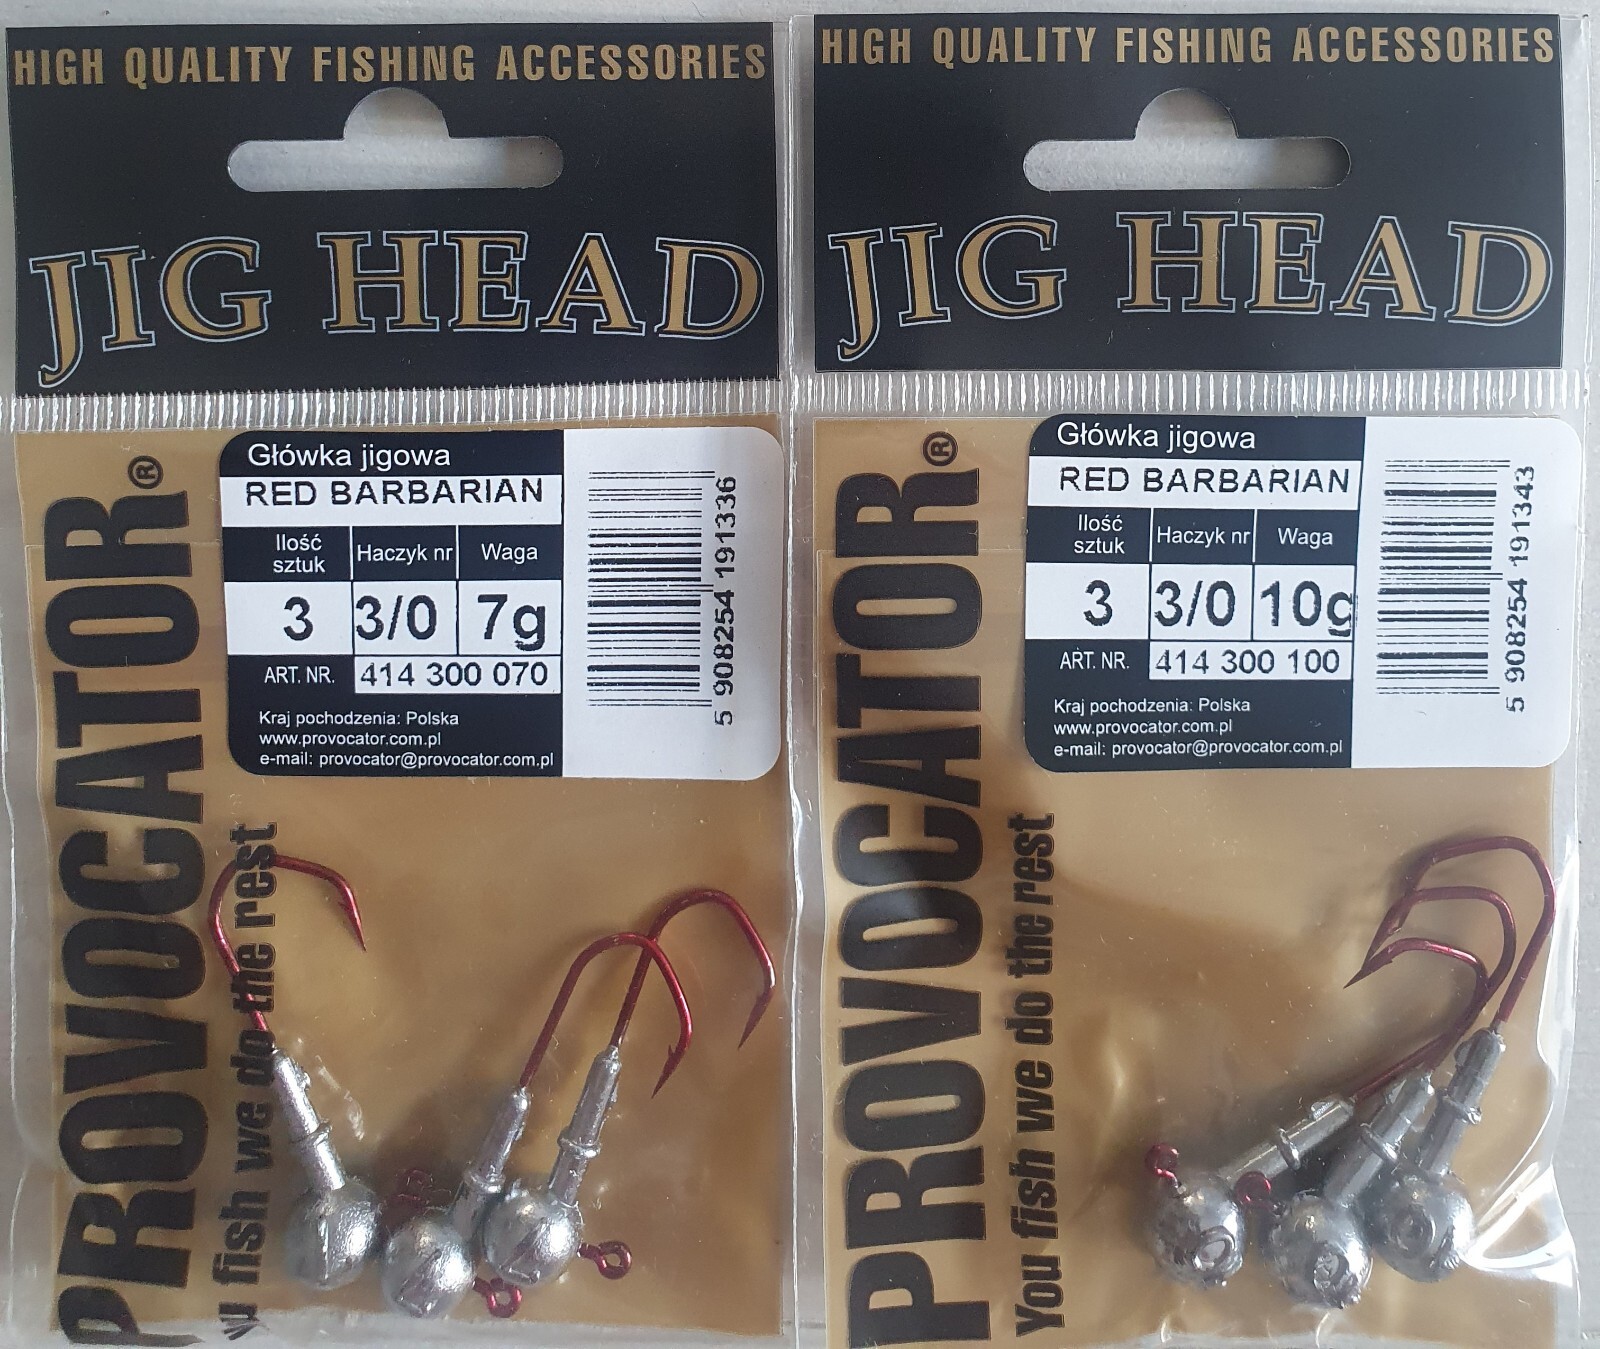 HIGH QUALITY FISHING ACCESSORIES
JIG HEAD
PROVOCATOR®
You fish we do the rest
Główka jigowa
RED BARBARIAN
Ilość sztuk Haczyk nr Waga
3 3/0 7g
ART. NR. 414 300 070
Kraj pochodzenia: Polska
www.provocator.com.pl
e-mail: provocator@provocator.com.pl
5 908254 191336
HIGH QUALITY FISHING ACCESSORIES
JIG HEAD
PROVOCATOR®
You fish we do the rest
Główka jigowa
RED BARBARIAN
Ilość sztuk Haczyk nr Waga
3 3/0 10g
ART. NR. 414 300 100
Kraj pochodzenia: Polska
www.provocator.com.pl
e-mail: provocator@provocator.com.pl
5 908254 191343